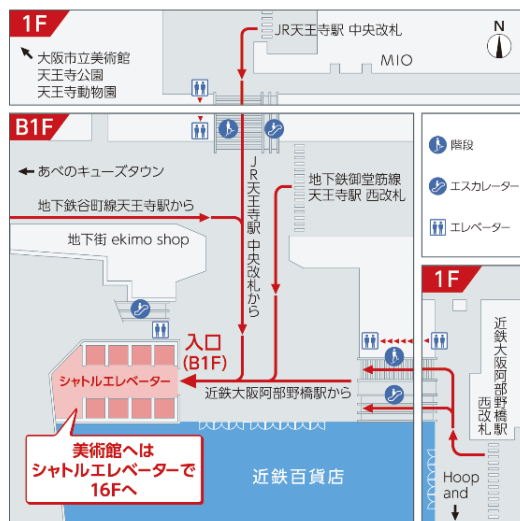 1F
JR天王寺駅 中央改札
N
大阪市立美術館
天王寺公園
天王寺動物園
MIO
B1F
あべのキューズタウン
地下鉄谷町線天王寺駅から
地下街 ekimo shop
JR天王寺駅 中央改札から
地下鉄御堂筋線
天王寺駅 西改札
階段
エスカレーター
エレベーター
入口
(B1F)
シャトルエレベーター
近鉄大阪阿部野橋駅から
美術館へは
シャトルエレベーターで
16Fへ
近鉄百貨店
1F
近鉄大阪阿部野橋駅
西改札
Hoop
and